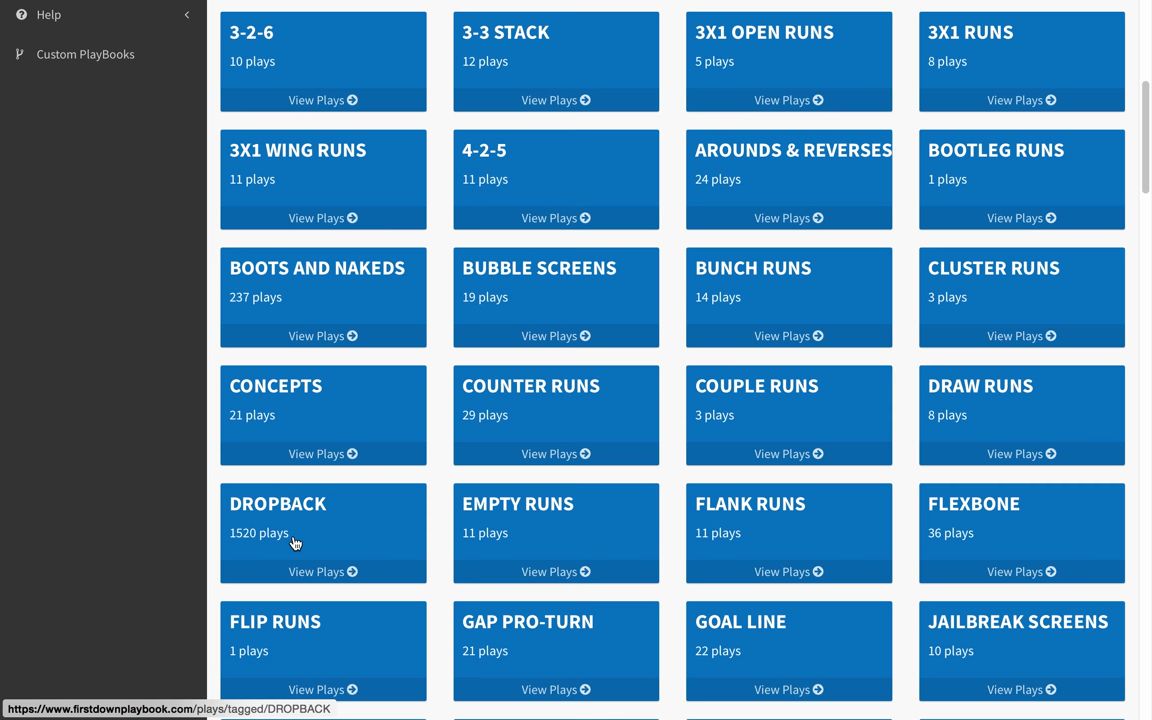 Help
Custom PlayBooks
3-2-6
10 plays
View Plays
3-3 STACK
12 plays
View Plays
3X1 OPEN RUNS
5 plays
View Plays
3X1 RUNS
8 plays
View Plays
3X1 WING RUNS
11 plays
View Plays
4-2-5
11 plays
View Plays
AROUNDS & REVERSES
24 plays
View Plays
BOOTLEG RUNS
1 plays
View Plays
BOOTS AND NAKEDS
237 plays
View Plays
BUBBLE SCREENS
19 plays
View Plays
BUNCH RUNS
14 plays
View Plays
CLUSTER RUNS
3 plays
View Plays
CONCEPTS
21 plays
View Plays
COUNTER RUNS
29 plays
View Plays
COUPLE RUNS
3 plays
View Plays
DRAW RUNS
8 plays
View Plays
DROPBACK
1520 plays
View Plays
EMPTY RUNS
11 plays
View Plays
FLANK RUNS
11 plays
View Plays
FLEXBONE
36 plays
View Plays
FLIP RUNS
1 plays
View Plays
GAP PRO-TURN
21 plays
View Plays
GOAL LINE
22 plays
View Plays
JAILBREAK SCREENS
10 plays
View Plays
https://www.firstdownplaybook.com/plays/tagged/DROPBACK